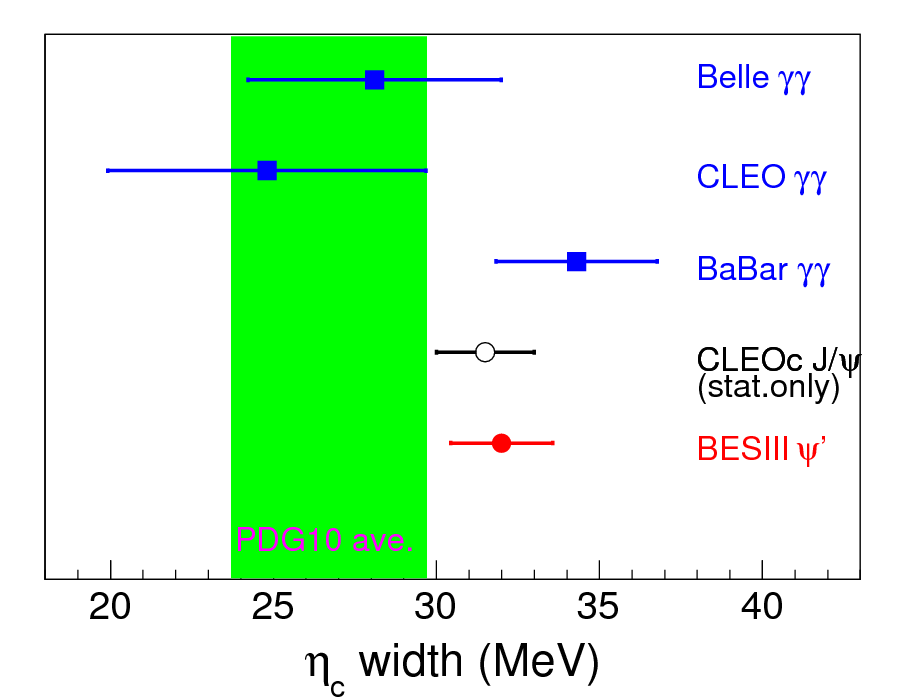 Belle γγ
CLEO γγ
BaBar γγ
CLEOc J/ψ
(stat.only)
BESIII ψ’
PDG10 ave.
20 25 30 35 40
ηc width (MeV)